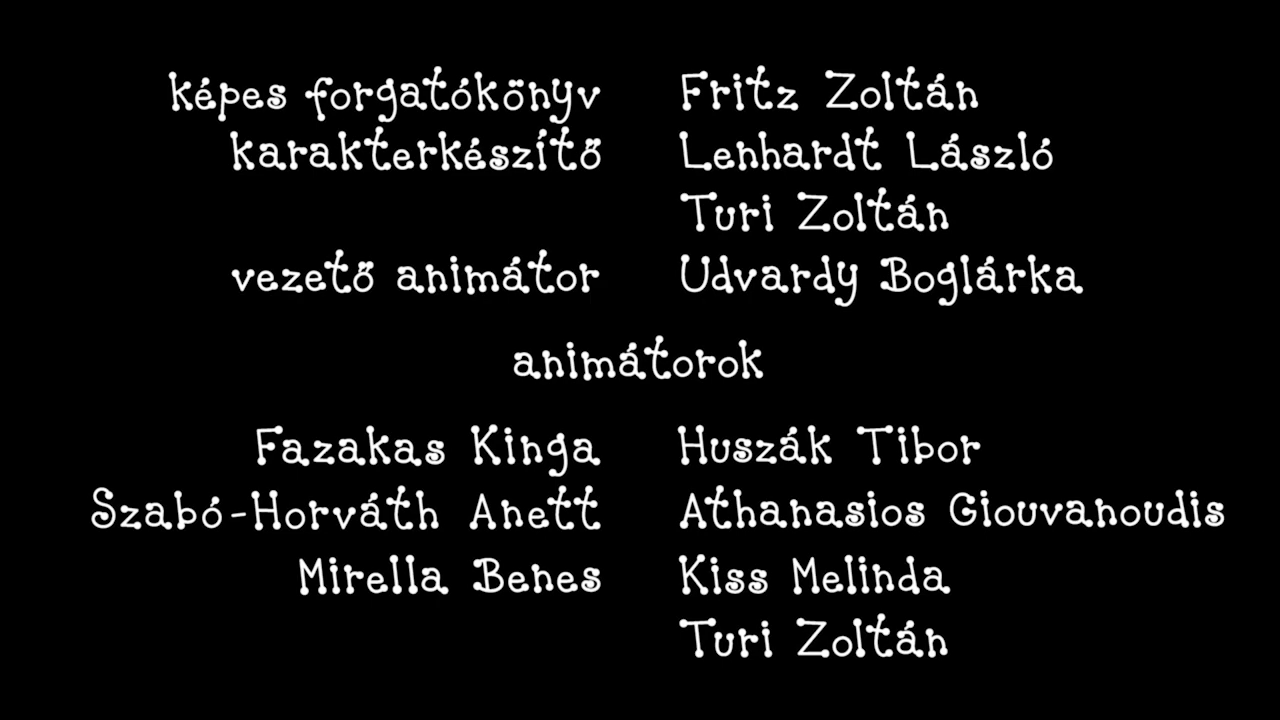 képes forgatókönyv Fritz Zoltán
karakterkészítő Lenhardt László
Turi Zoltán
vezető animátor Udvardy Boglárka
animátorok
Fazakas Kinga Huszák Tibor
Szabó-Horváth Anett Athanasios Giouvanoudis
Mirella Benes Kiss Melinda
Turi Zoltán